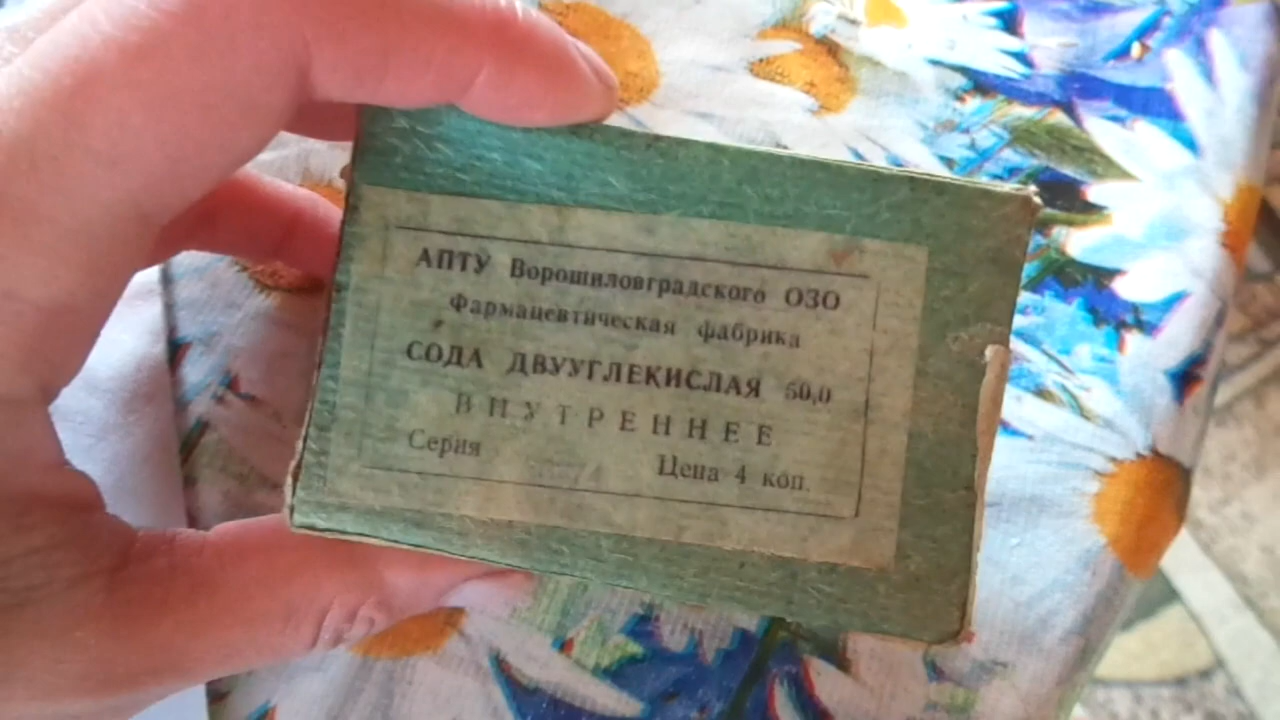 АПТУ Ворошиловградского ОЗО
Фармацевтическая фабрика
СОДА ДВУУГЛЕКИСЛАЯ 50,0
ВНУТРЕННЕЕ
Серия
Цена 4 коп.